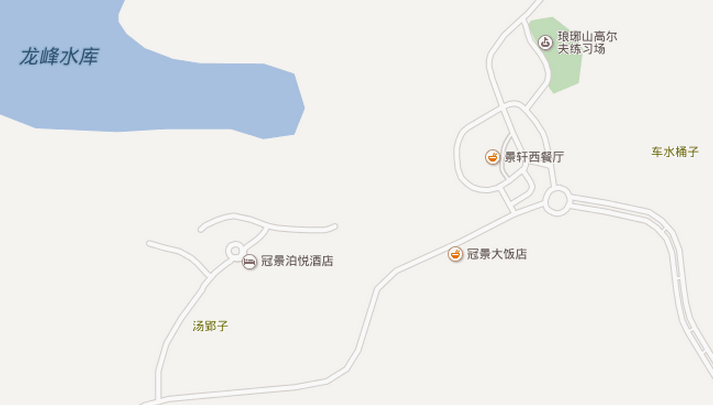 琅琊山高尔
夫练习场
龙峰水库
车水桶子
景轩西餐厅
冠景大饭店
冠景泊悦酒店
汤郢子